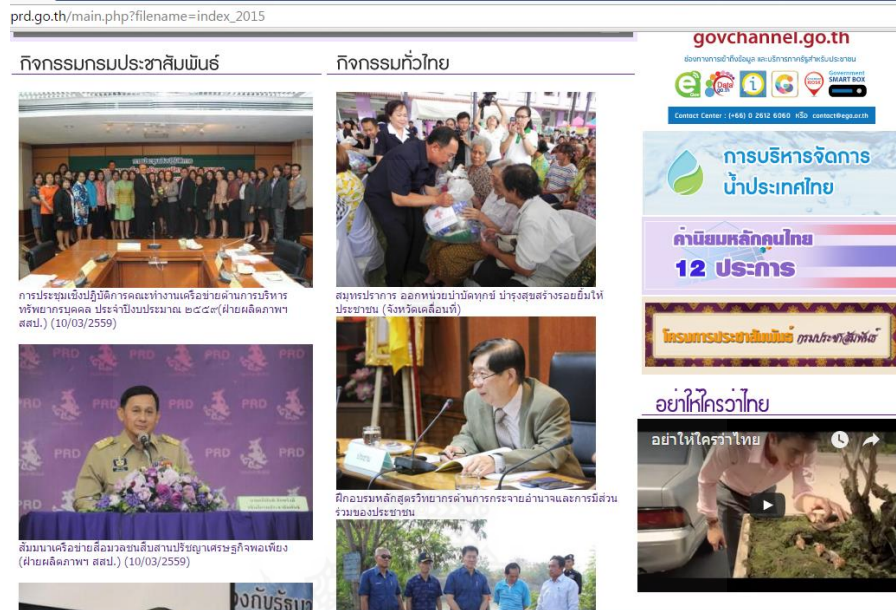 prd.go.th/main.php?filename=index_2015
กิจกรรมกรมประชาสัมพันธ์
การประชุมเชิงปฏิบัติการคณะทำงานเครือข่ายด้านการบริหาร
ทรัพยากรบุคคล ประจำปีงบประมาณ ๒๕๕๙(ฝ่ายผลิตภาพฯ
สสป.) (10/03/2559)
PRD PRD PRD PRD
สัมมนาเครือข่ายสื่อมวลชนสืบสานปรัชญาเศรษฐกิจพอเพียง
(ฝ่ายผลิตภาพฯ สสป.) (10/03/2559)
กิจกรรมทั่วไทย
สมุทรปราการ ออกหน่วยบำบัดทุกข์ บำรุงสุขสร้างรอยยิ้มให้
ประชาชน (จังหวัดเคลื่อนที่)
ฝึกอบรมหลักสูตรวิทยากรด้านการกระจายอำนาจและการมีส่วน
ร่วมของประชาชน
govchannel.go.th
ช่องทางการเข้าถึงข้อมูล และบริการภาครัฐสำหรับประชาชน
Government
SMART BOX
Contact Center : (+66) 0 2612 6060 หรือ contact@ega.or.th
การบริหารจัดการ
น้ำประเทศไทย
ค่านิยมหลักคนไทย
12 ประการ
โครมการประชาสัมพันธ์ กรมประชาสัมพันธ์
อย่าให้ใครว่าไทย
อย่าให้ใครว่าไทย